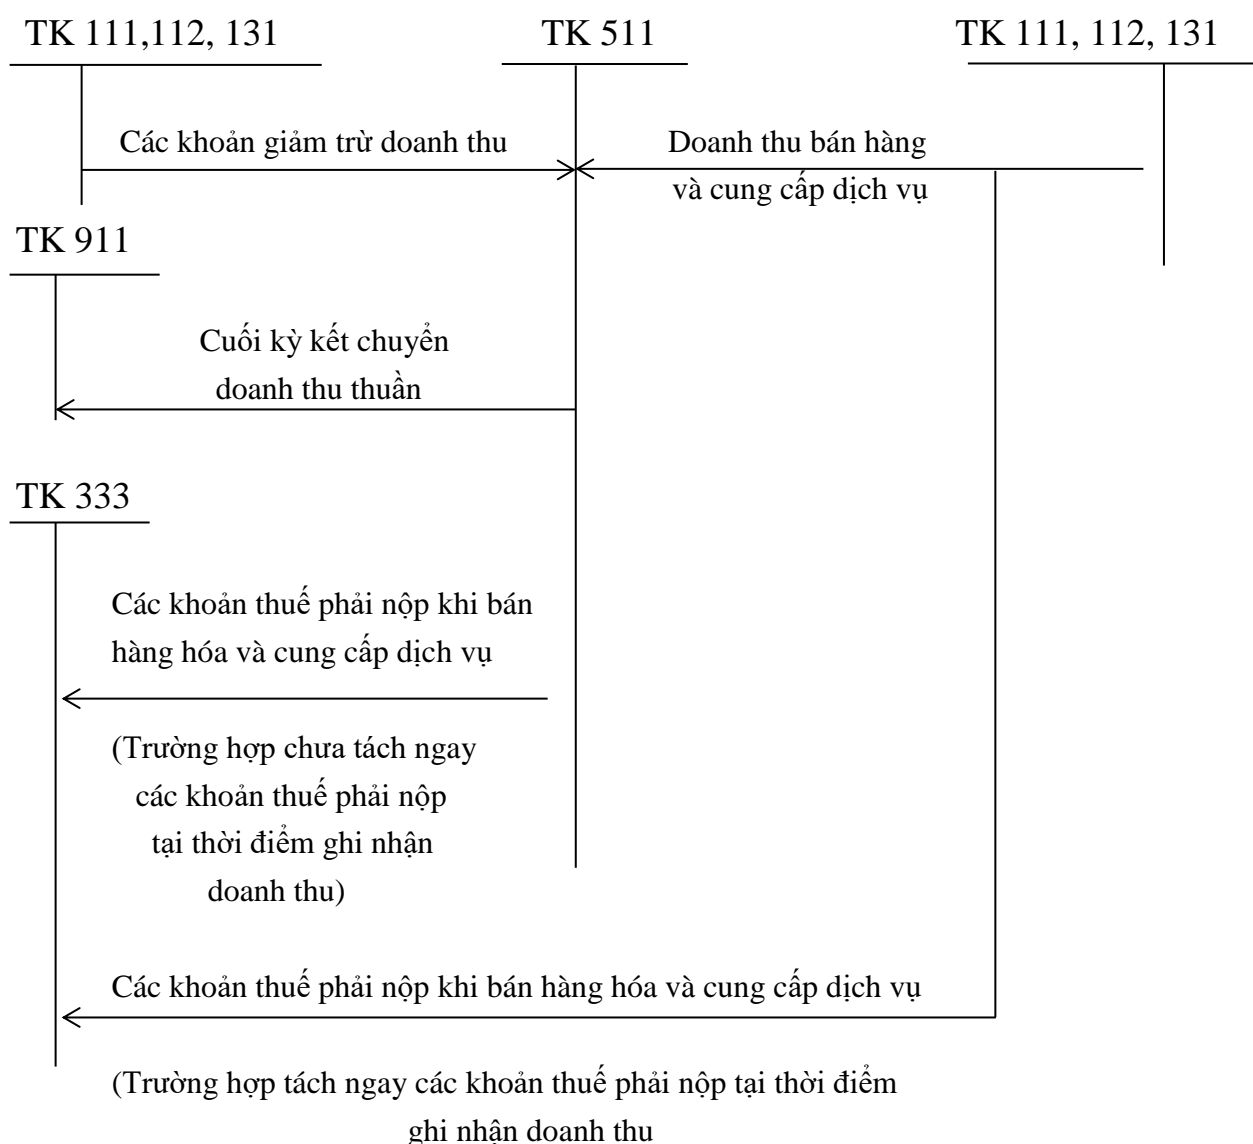 TK 111,112, 131
TK 511
TK 111, 112, 131
Các khoản giảm trừ doanh thu
Doanh thu bán hàng
và cung cấp dịch vụ
TK 911
Cuối kỳ kết chuyển
doanh thu thuần
TK 333
Các khoản thuế phải nộp khi bán
hàng hóa và cung cấp dịch vụ
(Trường hợp chưa tách ngay
các khoản thuế phải nộp
tại thời điểm ghi nhận
doanh thu)
Các khoản thuế phải nộp khi bán hàng hóa và cung cấp dịch vụ
(Trường hợp tách ngay các khoản thuế phải nộp tại thời điểm
ghi nhận doanh thu